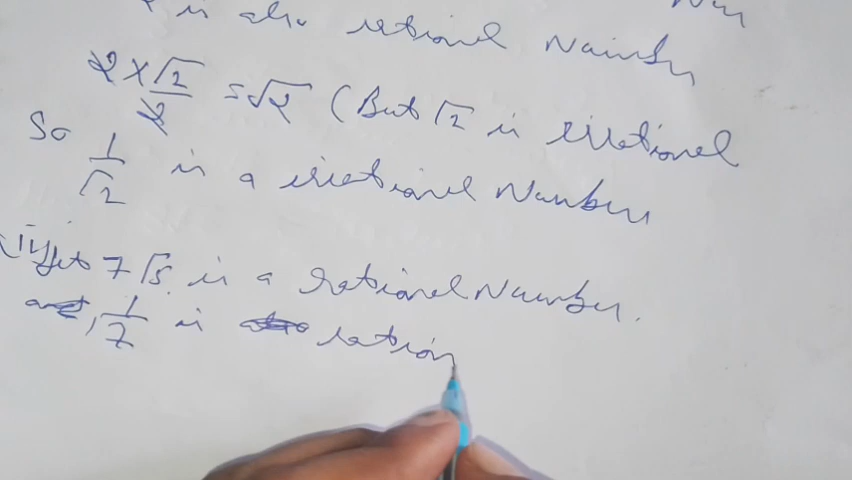 is also rational Number
2 × √2/2 = √2 (But √2 is irrational
So 1/√2 is a irrational Number
(ii) Let 7√5 is a rational Number.
, 1/7 is ration